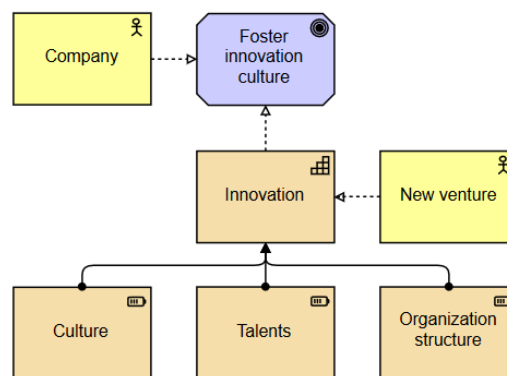 Company
Foster
innovation
culture
Innovation
New venture
Culture
Talents
Organization
structure